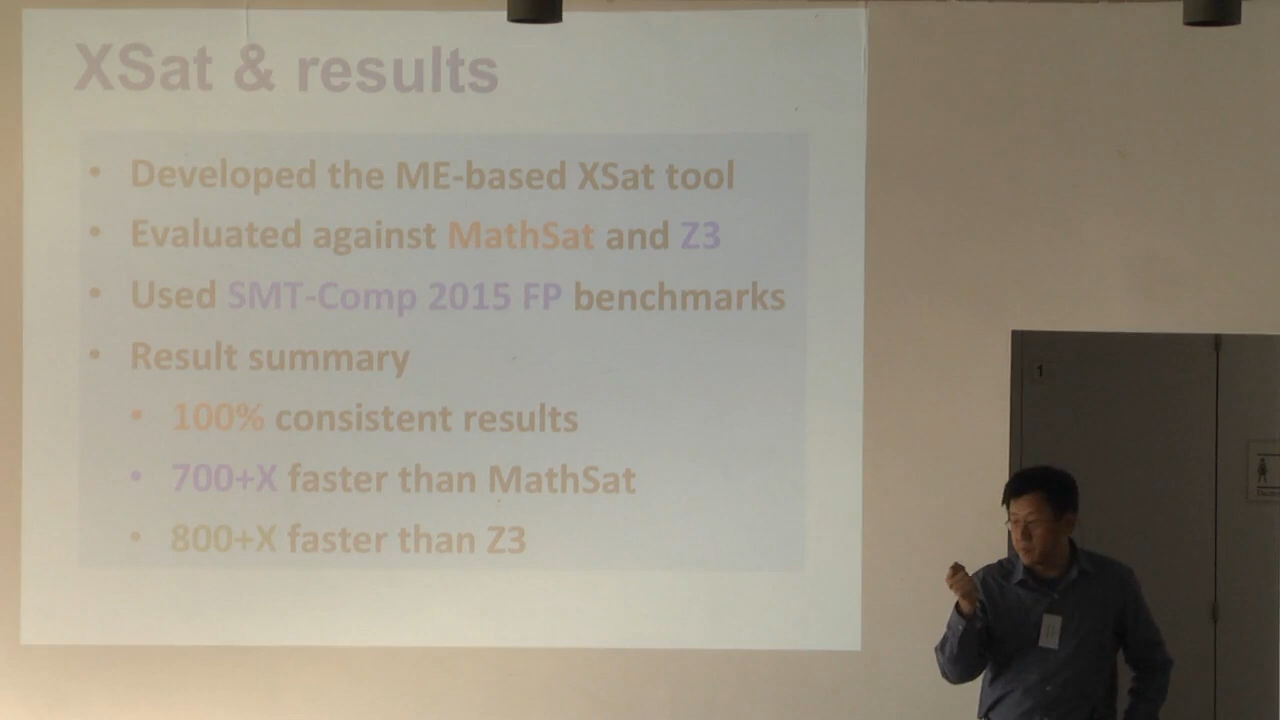 XSat & results
• Developed the ME-based XSat tool
• Evaluated against MathSat and Z3
• Used SMT-Comp 2015 FP benchmarks
• Result summary
• 100% consistent results
• 700+X faster than MathSat
• 800+X faster than Z3
1